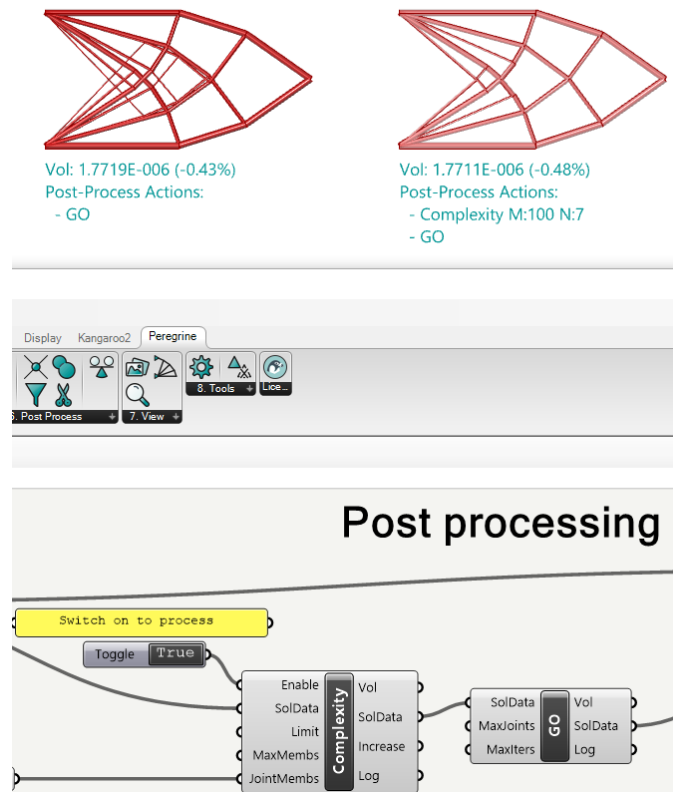 Vol: 1.7719E-006 (-0.43%)
Post-Process Actions:
- GO
Vol: 1.7711E-006 (-0.48%)
Post-Process Actions:
- Complexity M:100 N:7
- GO
Display Kangaroo2 Peregrine
. Post Process
7. View
8. Tools
Lice...
Post processing
Switch on to process
Toggle True
Enable
SolData
Limit
MaxMembs
JointMembs
Complexity
Vol
SolData
Increase
Log
SolData
MaxJoints
MaxIters
GO
Vol
SolData
Log